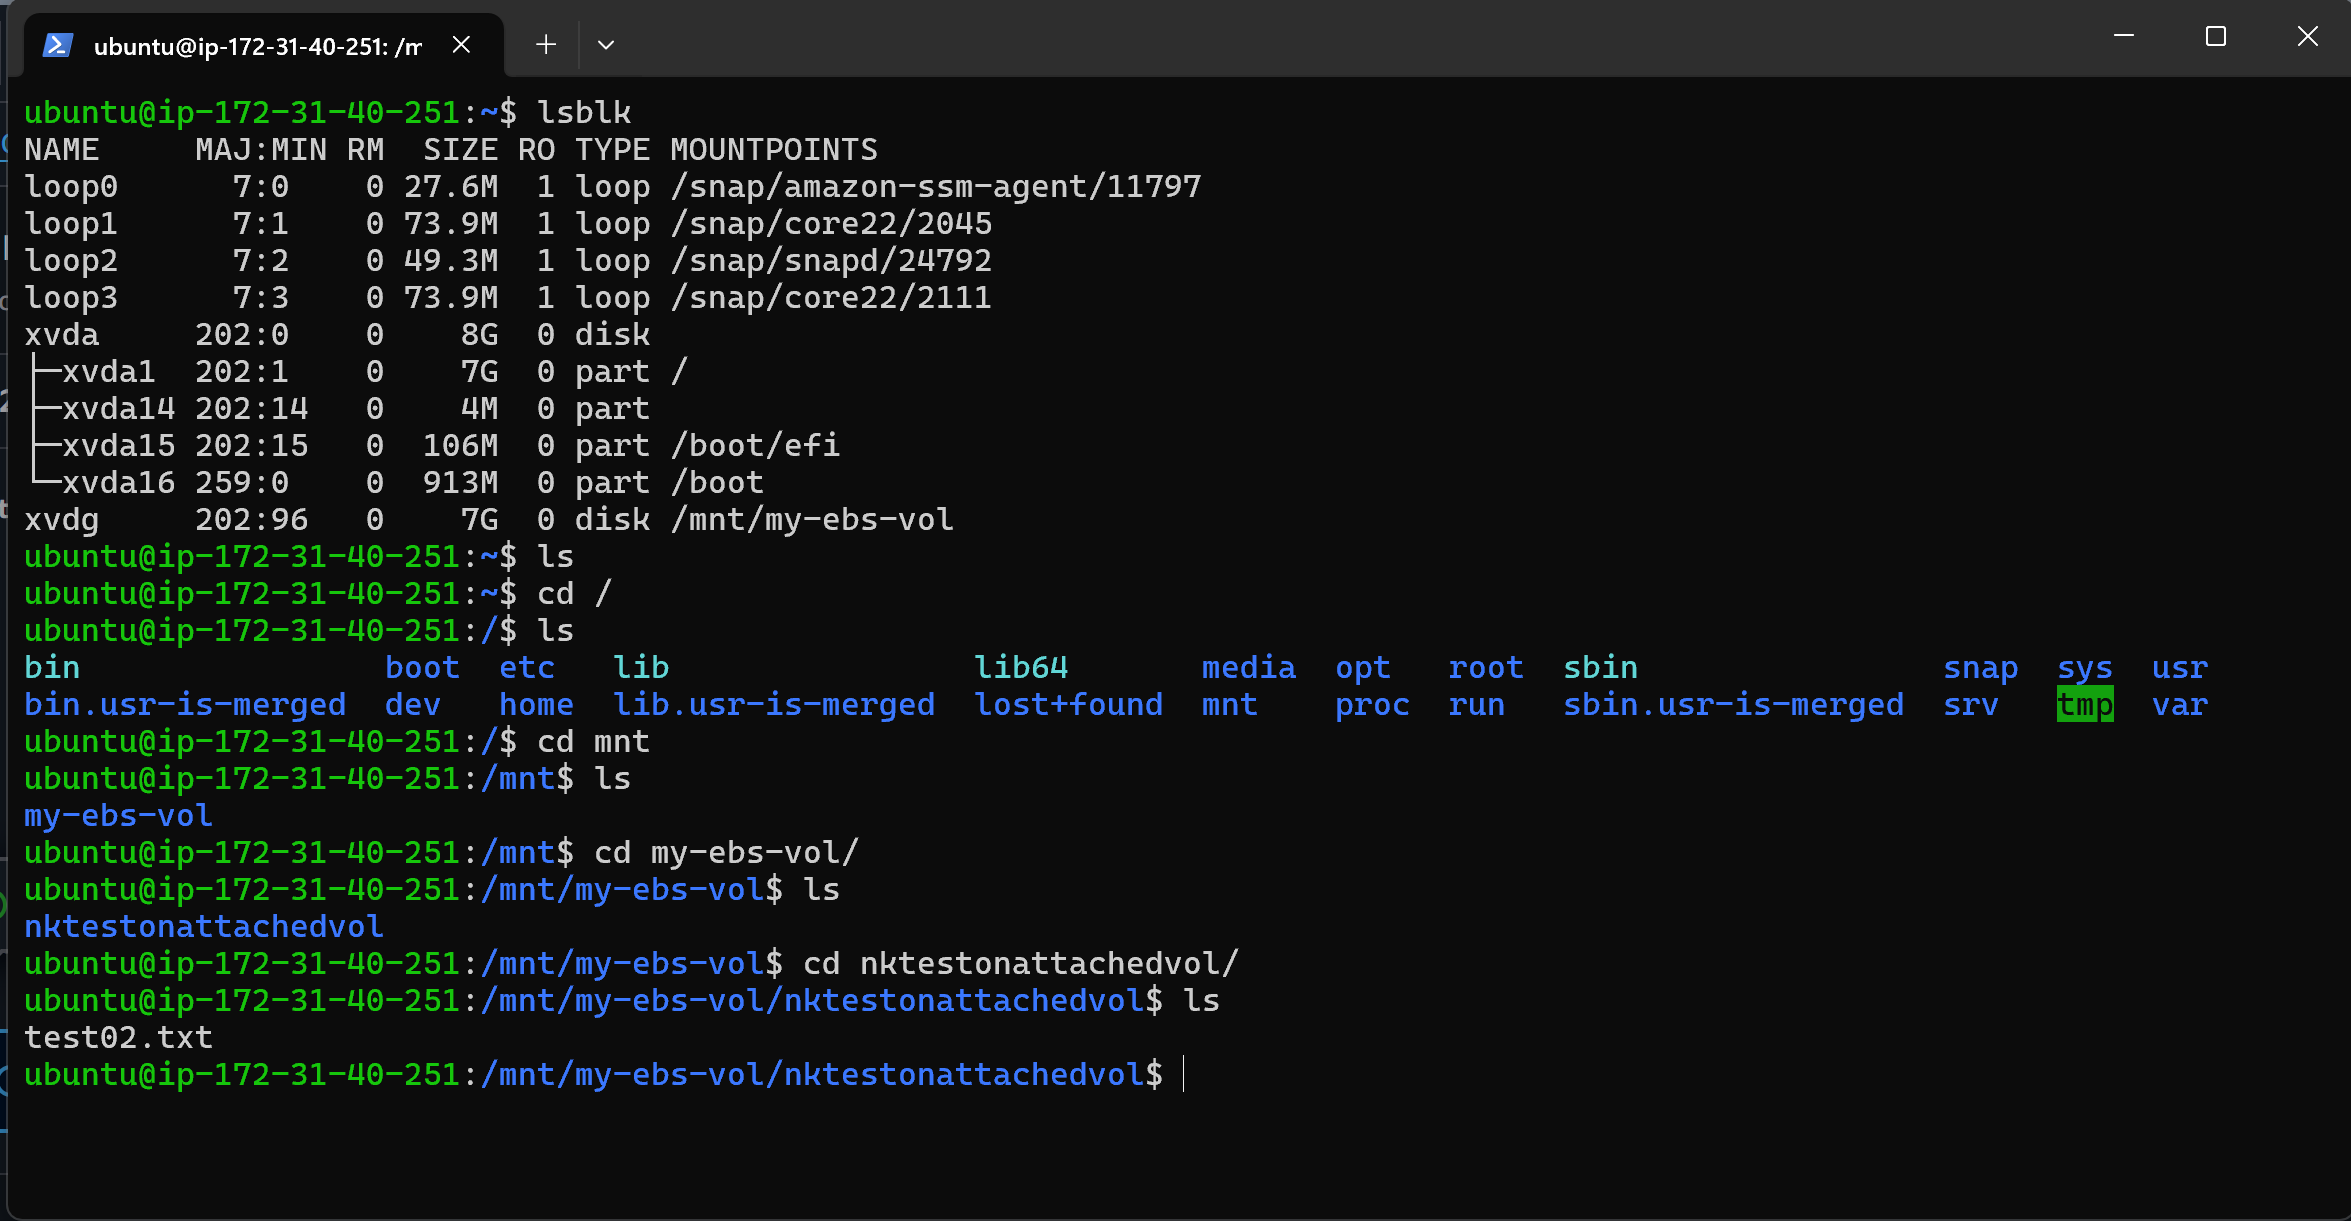 ubuntu@ip-172-31-40-251: /m
ubuntu@ip-172-31-40-251:~$ lsblk
NAME     MAJ:MIN RM  SIZE RO TYPE MOUNTPOINTS
loop0      7:0    0 27.6M  1 loop /snap/amazon-ssm-agent/11797
loop1      7:1    0 73.9M  1 loop /snap/core22/2045
loop2      7:2    0 49.3M  1 loop /snap/snapd/24792
loop3      7:3    0 73.9M  1 loop /snap/core22/2111
xvda     202:0    0    8G  0 disk
├─xvda1  202:1    0    7G  0 part /
├─xvda14 202:14   0    4M  0 part
├─xvda15 202:15   0  106M  0 part /boot/efi
└─xvda16 259:0    0  913M  0 part /boot
xvdg     202:96   0    7G  0 disk /mnt/my-ebs-vol
ubuntu@ip-172-31-40-251:~$ ls
ubuntu@ip-172-31-40-251:~$ cd /
ubuntu@ip-172-31-40-251:/$ ls
bin                boot  etc   lib                lib64       media  opt   root  sbin                snap  sys  usr
bin.usr-is-merged  dev   home  lib.usr-is-merged  lost+found  mnt    proc  run   sbin.usr-is-merged  srv   tmp  var
ubuntu@ip-172-31-40-251:/$ cd mnt
ubuntu@ip-172-31-40-251:/mnt$ ls
my-ebs-vol
ubuntu@ip-172-31-40-251:/mnt$ cd my-ebs-vol/
ubuntu@ip-172-31-40-251:/mnt/my-ebs-vol$ ls
nktestonattachedvol
ubuntu@ip-172-31-40-251:/mnt/my-ebs-vol$ cd nktestonattachedvol/
ubuntu@ip-172-31-40-251:/mnt/my-ebs-vol/nktestonattachedvol$ ls
test02.txt
ubuntu@ip-172-31-40-251:/mnt/my-ebs-vol/nktestonattachedvol$